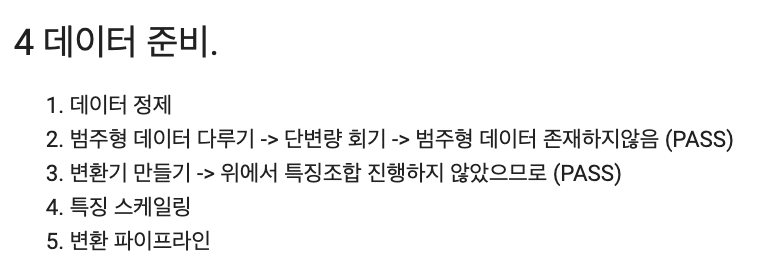 4 데이터 준비.
1. 데이터 정제
2. 범주형 데이터 다루기 -> 단변량 회기 -> 범주형 데이터 존재하지않음 (PASS)
3. 변환기 만들기 -> 위에서 특징조합 진행하지 않았으므로 (PASS)
4. 특징 스케일링
5. 변환 파이프라인